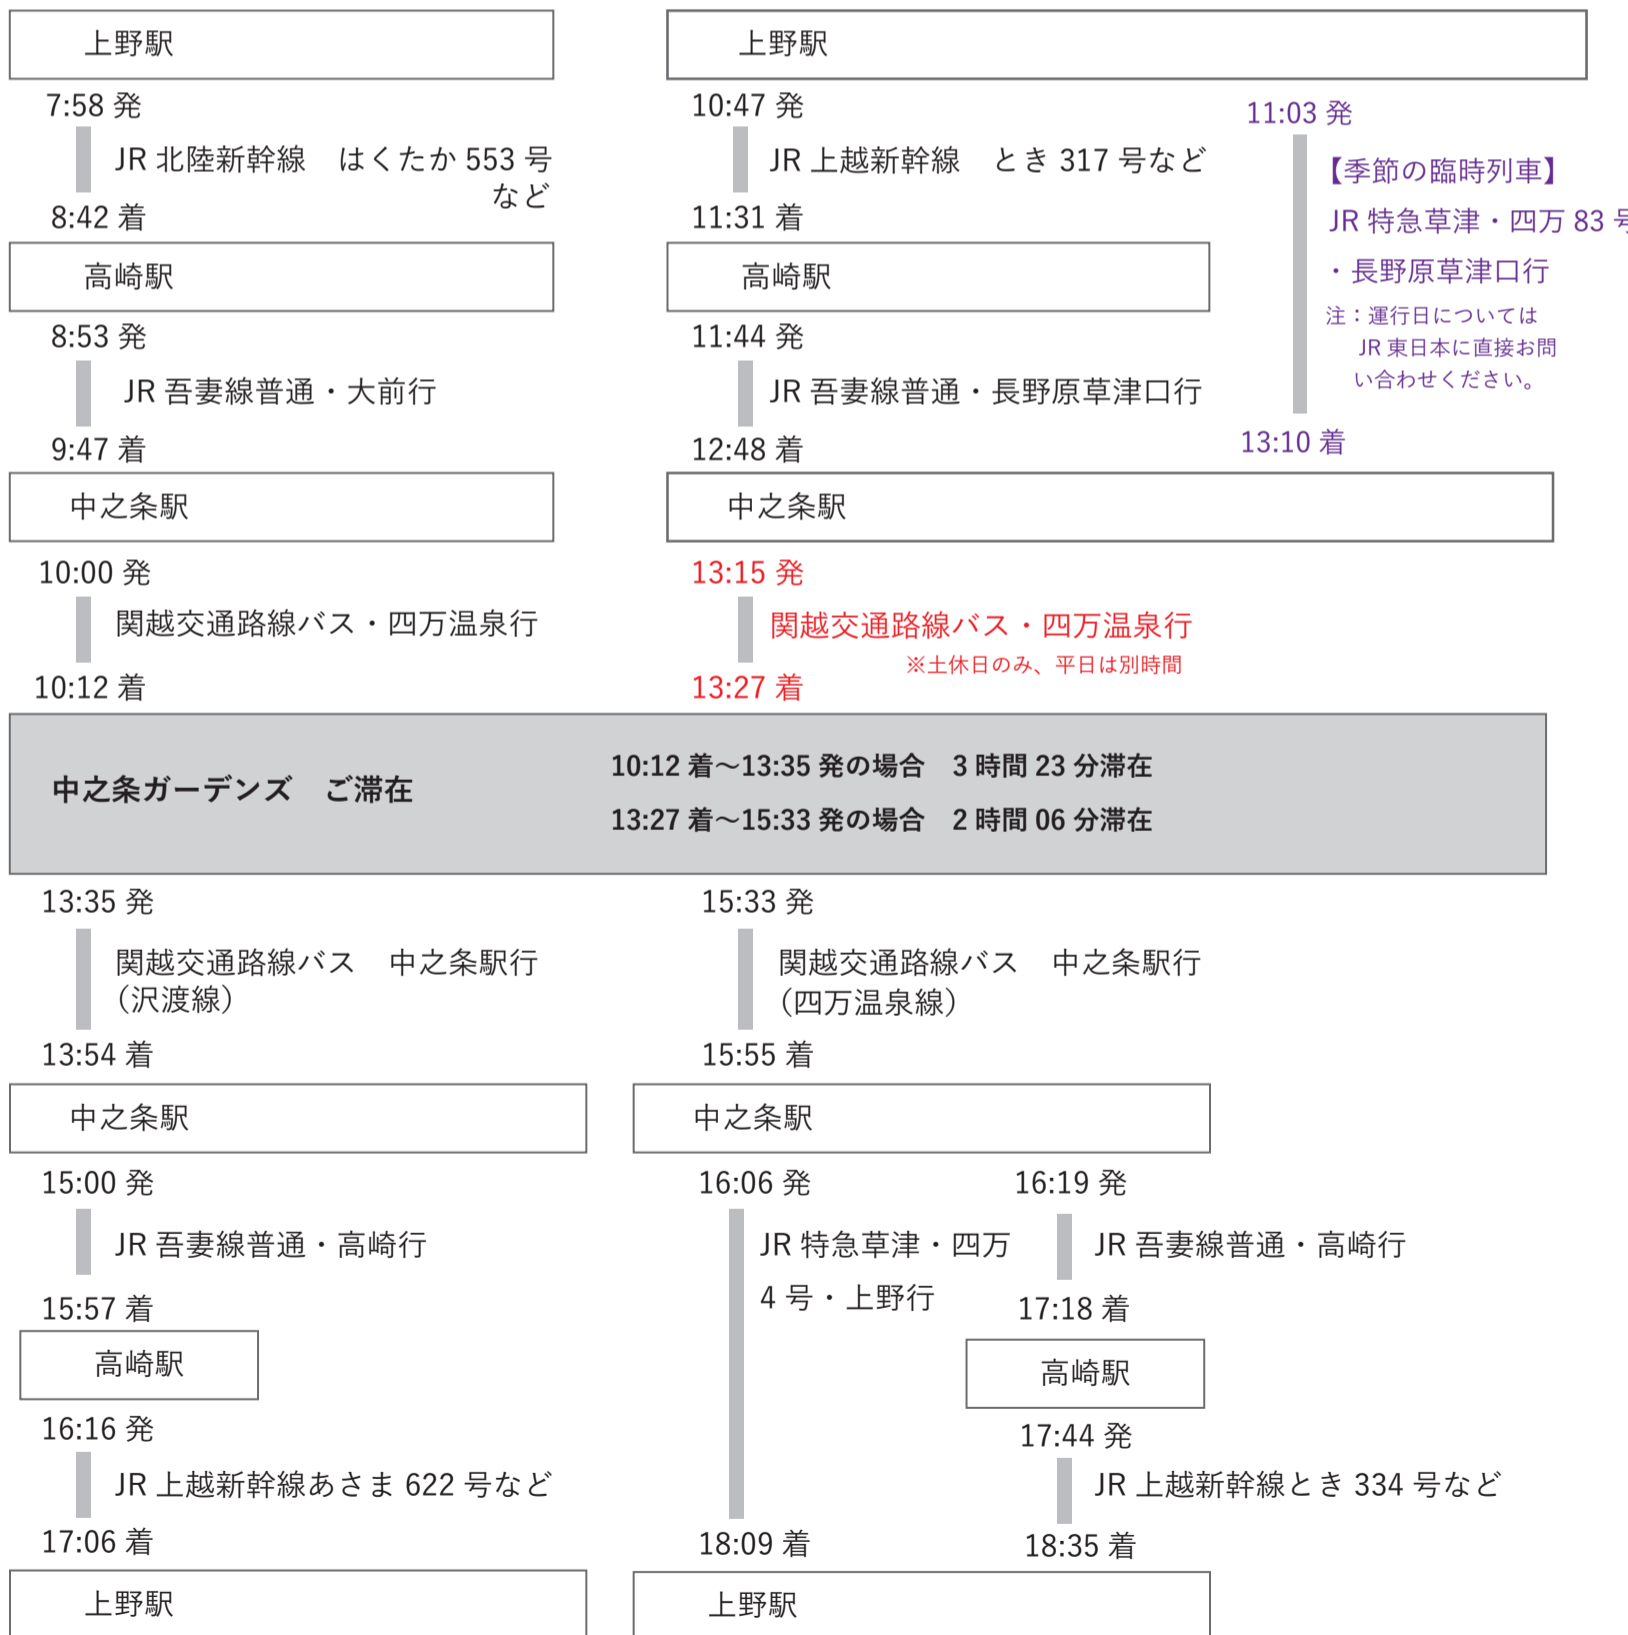 上野駅
7:58 発
JR 北陸新幹線　はくたか 553 号
など
8:42 着
高崎駅
8:53 発
JR 吾妻線普通・大前行
9:47 着
中之条駅
10:00 発
関越交通路線バス・四万温泉行
10:12 着
上野駅
10:47 発
JR 上越新幹線　とき 317 号など
11:31 着
高崎駅
11:44 発
JR 吾妻線普通・長野原草津口行
12:48 着
11:03 発
【季節の臨時列車】
JR 特急草津・四万 83 号
・長野原草津口行
注：運行日については
JR 東日本に直接お問
い合わせください。
13:10 着
中之条駅
13:15 発
関越交通路線バス・四万温泉行
※土休日のみ、平日は別時間
13:27 着
中之条ガーデンズ　ご滞在
10:12 着～13:35 発の場合　3 時間 23 分滞在
13:27 着～15:33 発の場合　2 時間 06 分滞在
13:35 発
関越交通路線バス　中之条駅行
（沢渡線）
13:54 着
中之条駅
15:00 発
JR 吾妻線普通・高崎行
15:57 着
高崎駅
16:16 発
JR 上越新幹線あさま 622 号など
17:06 着
上野駅
15:33 発
関越交通路線バス　中之条駅行
（四万温泉線）
15:55 着
中之条駅
16:06 発
JR 特急草津・四万
4 号・上野行
18:09 着
16:19 発
JR 吾妻線普通・高崎行
17:18 着
高崎駅
17:44 発
JR 上越新幹線とき 334 号など
18:35 着
上野駅